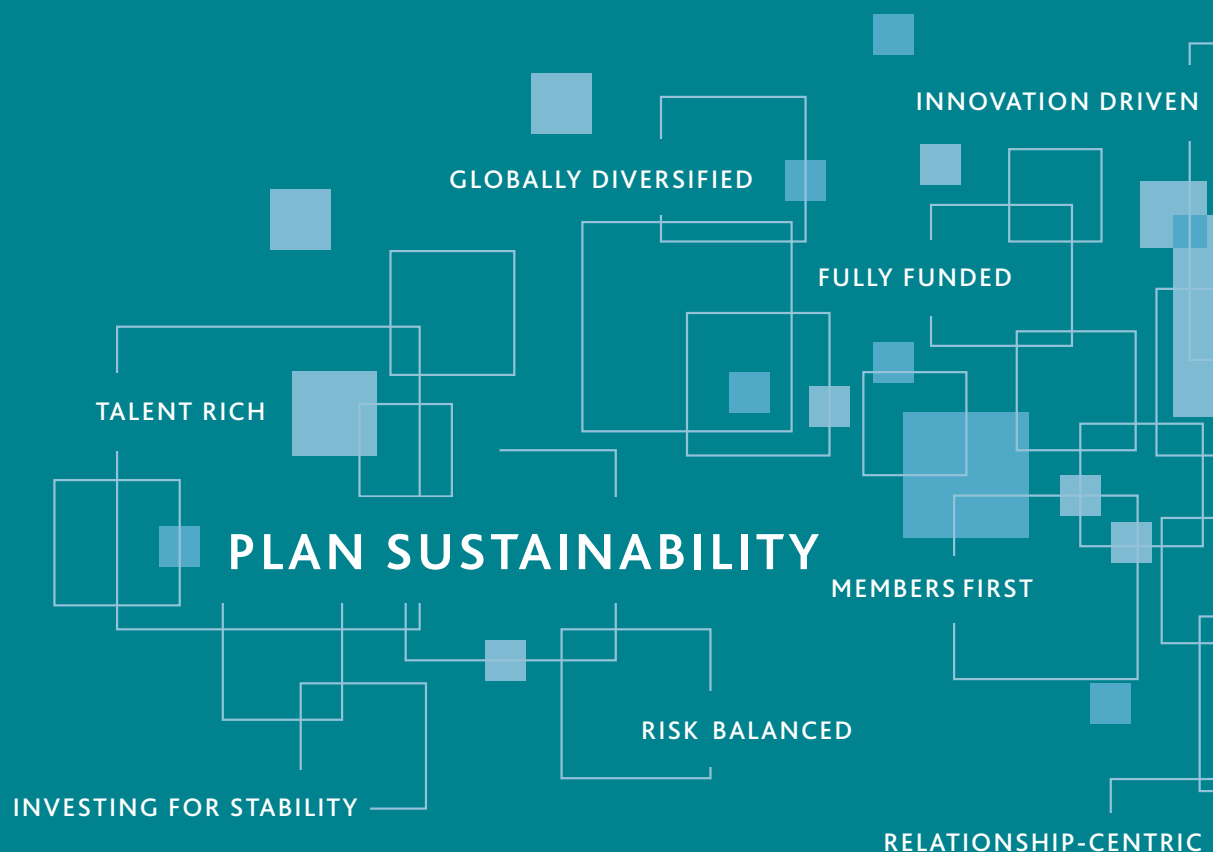 INNOVATION DRIVEN
GLOBALLY DIVERSIFIED
FULLY FUNDED
TALENT RICH
PLAN SUSTAINABILITY
MEMBERS FIRST
RISK BALANCED
INVESTING FOR STABILITY
RELATIONSHIP-CENTRIC